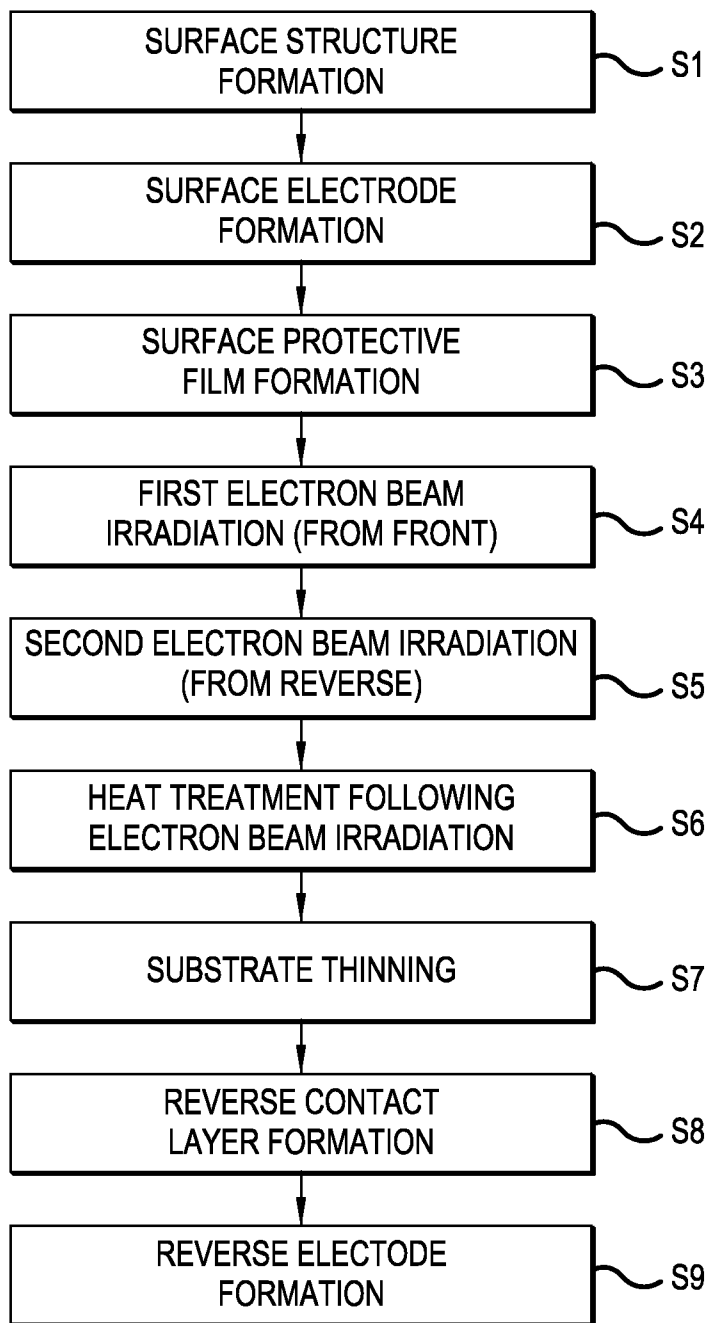 SURFACE STRUCTURE
FORMATION
S1
SURFACE ELECTRODE
FORMATION
S2
SURFACE PROTECTIVE
FILM FORMATION
S3
FIRST ELECTRON BEAM
IRRADIATION (FROM FRONT)
S4
SECOND ELECTRON BEAM IRRADIATION
(FROM REVERSE)
S5
HEAT TREATMENT FOLLOWING
ELECTRON BEAM IRRADIATION
S6
SUBSTRATE THINNING
S7
REVERSE CONTACT
LAYER FORMATION
S8
REVERSE ELECTODE
FORMATION
S9